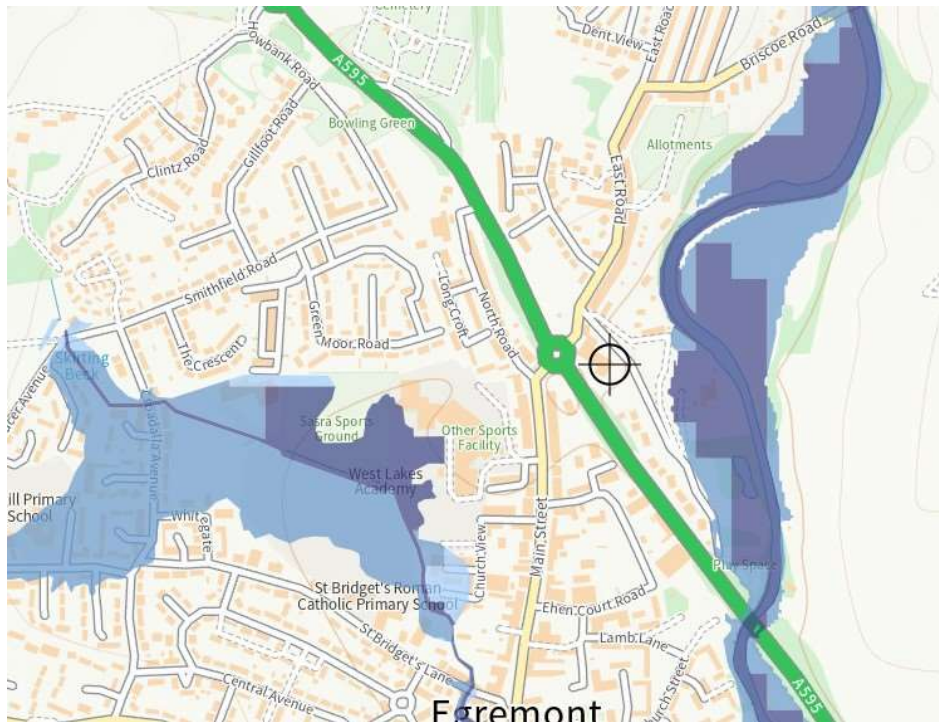 Cemetery
Howbank Road
Dent View
East Road
Briscoe Road
A595
Bowling Green
Gillfoot Road
Allotments
Clintz Road
East Road
Smithfield Road
Long Croft
North Road
Green Moor Road
The Crescent
Skirting Beck
Sasra Sports
Ground
Other Sports
Facility
West Lakes
Academy
ill Primary
School
Main Street
Church View
Play Space
St Bridget's Roman
Catholic Primary School
Ehen Court Road
Lamb Lane
St Bridget's Lane
Central Avenue
Church Street
A595
Egremont